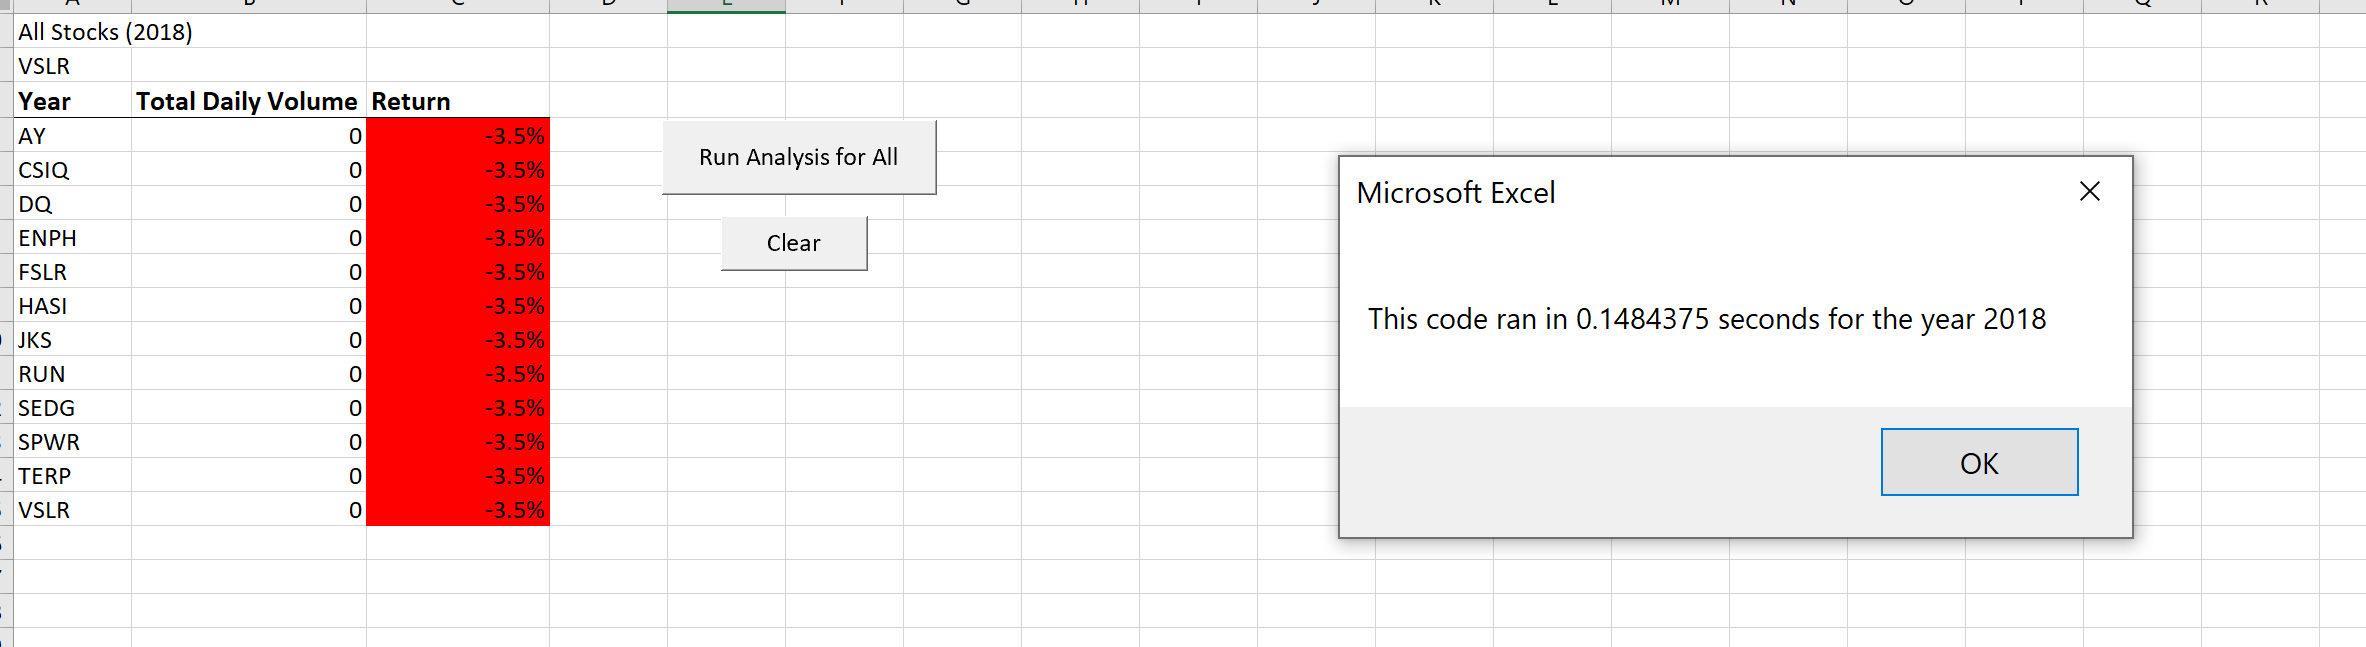 All Stocks (2018)
VSLR
Year Total Daily Volume Return
AY 0 -3.5%
CSIQ 0 -3.5%
DQ 0 -3.5%
ENPH 0 -3.5%
FSLR 0 -3.5%
HASI 0 -3.5%
JKS 0 -3.5%
RUN 0 -3.5%
SEDG 0 -3.5%
SPWR 0 -3.5%
TERP 0 -3.5%
VSLR 0 -3.5%
Run Analysis for All
Clear
Microsoft Excel
This code ran in 0.1484375 seconds for the year 2018
OK